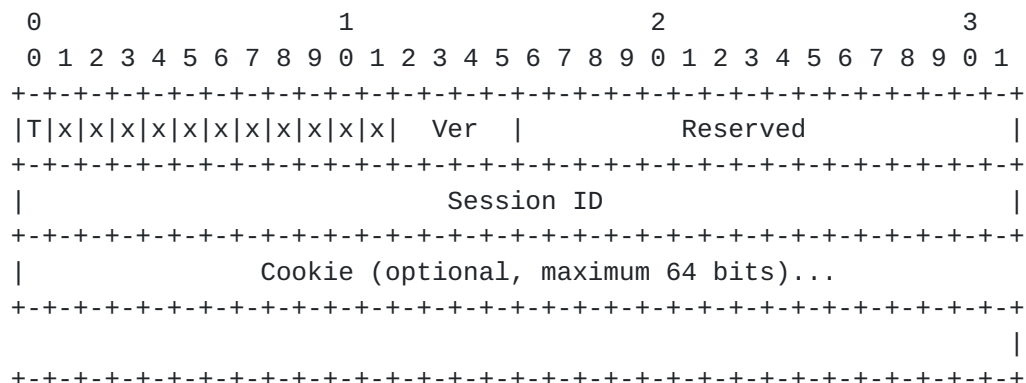 0                   1                   2                   3
 0 1 2 3 4 5 6 7 8 9 0 1 2 3 4 5 6 7 8 9 0 1 2 3 4 5 6 7 8 9 0 1
+-+-+-+-+-+-+-+-+-+-+-+-+-+-+-+-+-+-+-+-+-+-+-+-+-+-+-+-+-+-+-+-+
|T|x|x|x|x|x|x|x|x|x|x|x|  Ver  |          Reserved             |
+-+-+-+-+-+-+-+-+-+-+-+-+-+-+-+-+-+-+-+-+-+-+-+-+-+-+-+-+-+-+-+-+
|                           Session ID                          |
+-+-+-+-+-+-+-+-+-+-+-+-+-+-+-+-+-+-+-+-+-+-+-+-+-+-+-+-+-+-+-+-+
|               Cookie (optional, maximum 64 bits)...
+-+-+-+-+-+-+-+-+-+-+-+-+-+-+-+-+-+-+-+-+-+-+-+-+-+-+-+-+-+-+-+-+
                                                                |
+-+-+-+-+-+-+-+-+-+-+-+-+-+-+-+-+-+-+-+-+-+-+-+-+-+-+-+-+-+-+-+-+